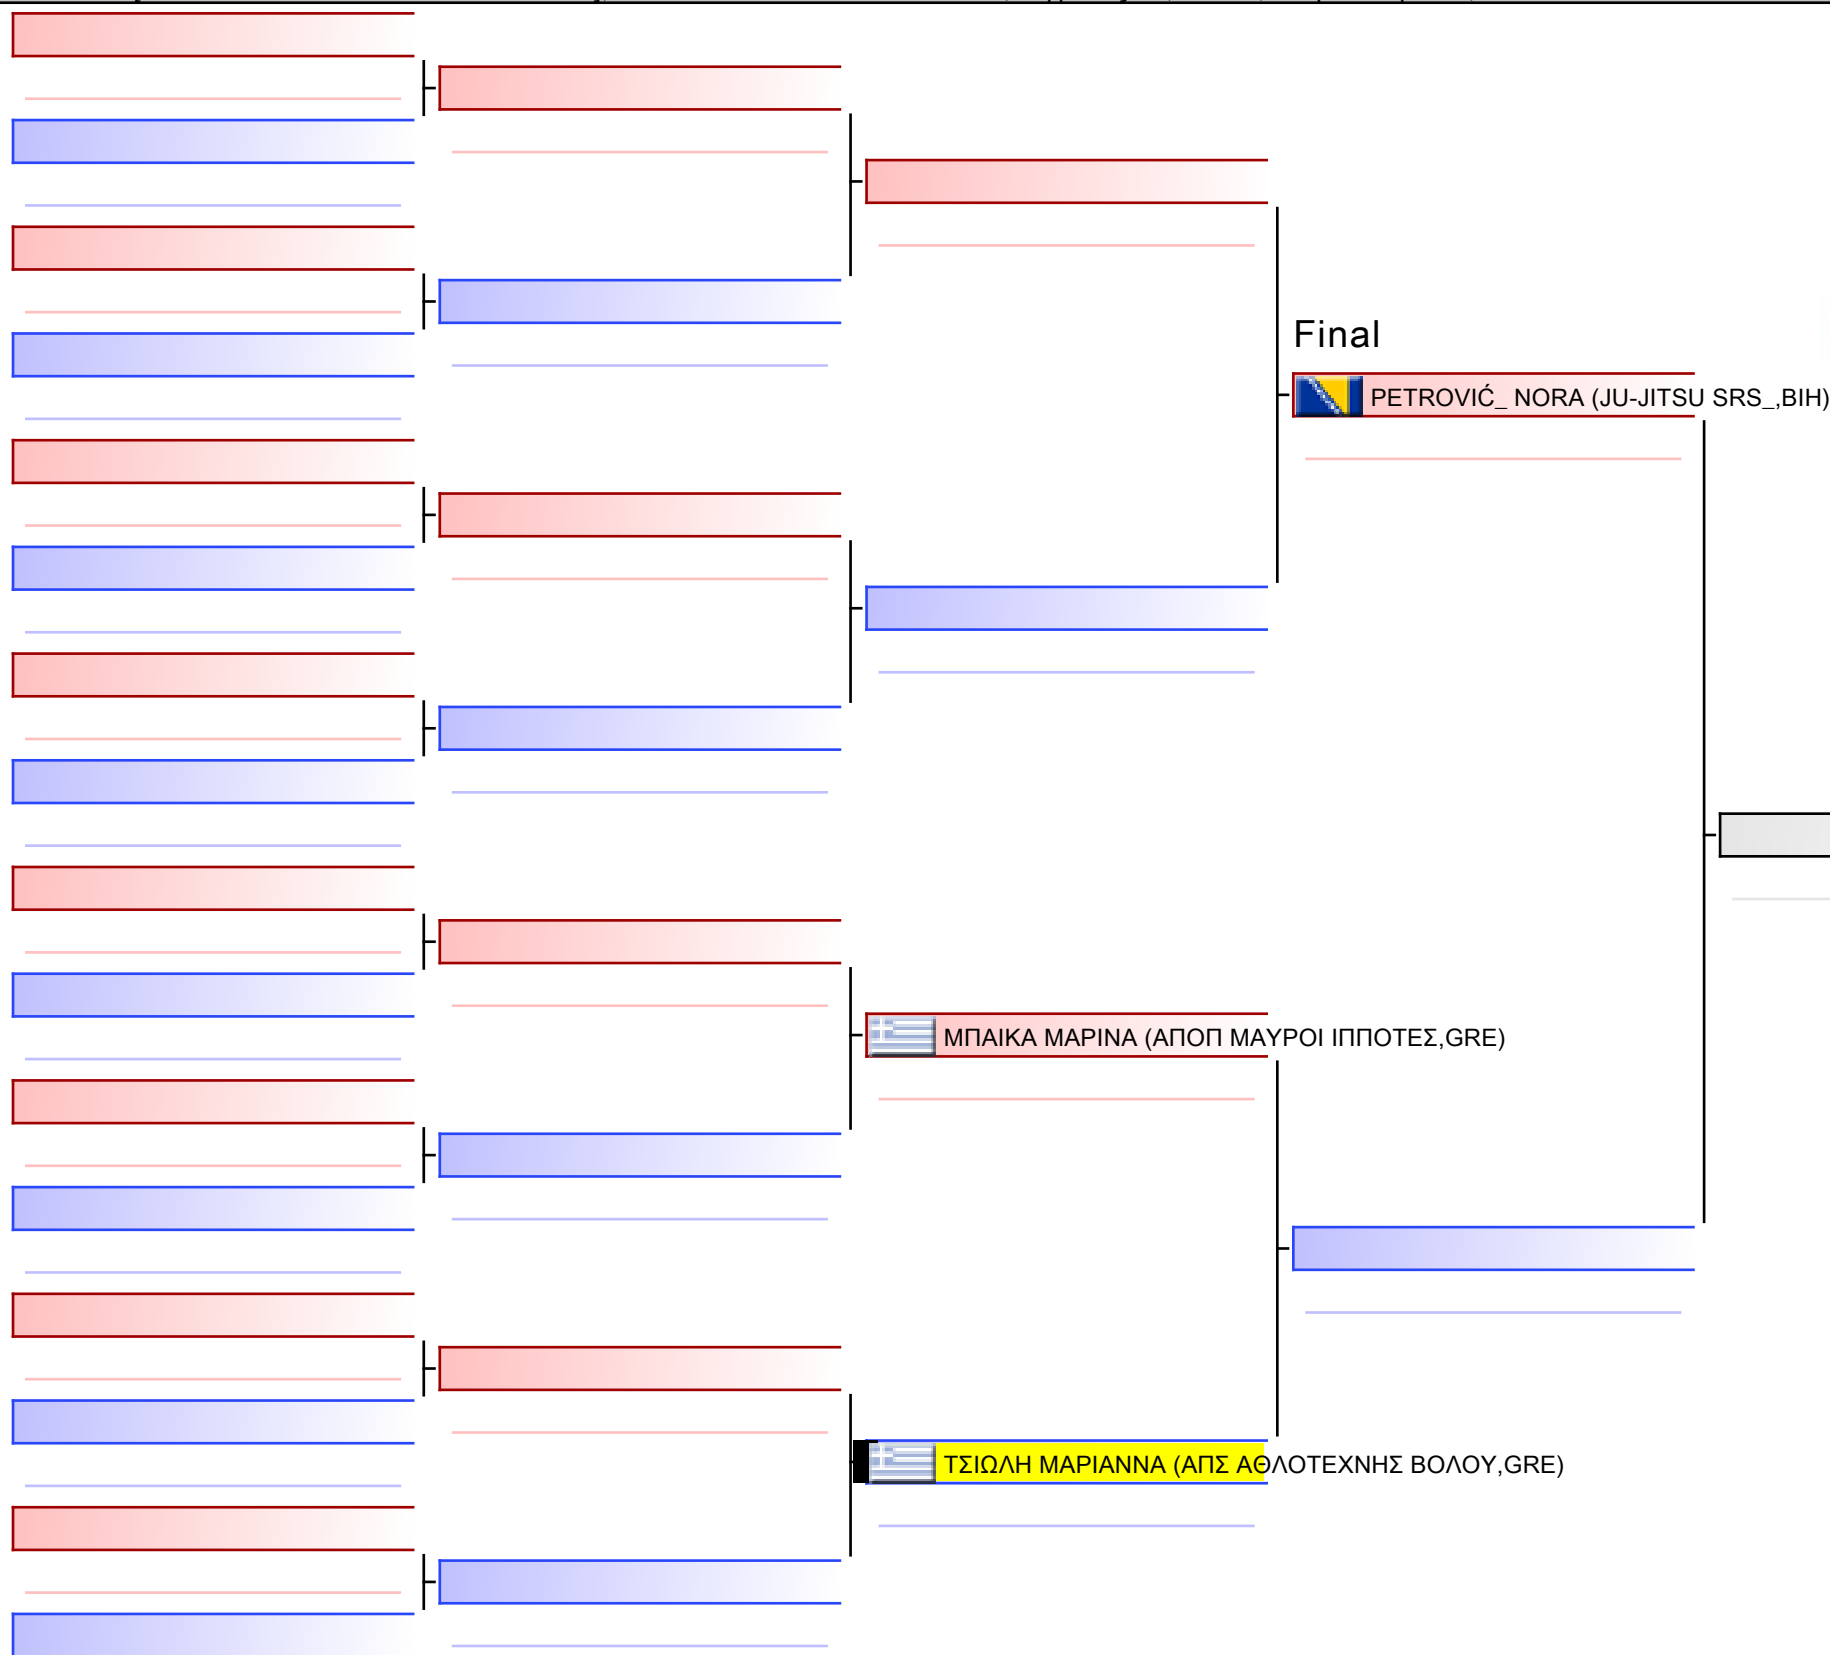 Final
PETROVIĆ_ NORA (JU-JITSU SRS_,BIH)
ΜΠΑΙΚΑ ΜΑΡΙΝΑ (ΑΠΟΠ ΜΑΥΡΟΙ ΙΠΠΟΤΕΣ,GRE)
ΤΣΙΩΛΗ ΜΑΡΙΑΝΝΑ (ΑΠΣ ΑΘΛΟΤΕΧΝΗΣ ΒΟΛΟΥ,GRE)